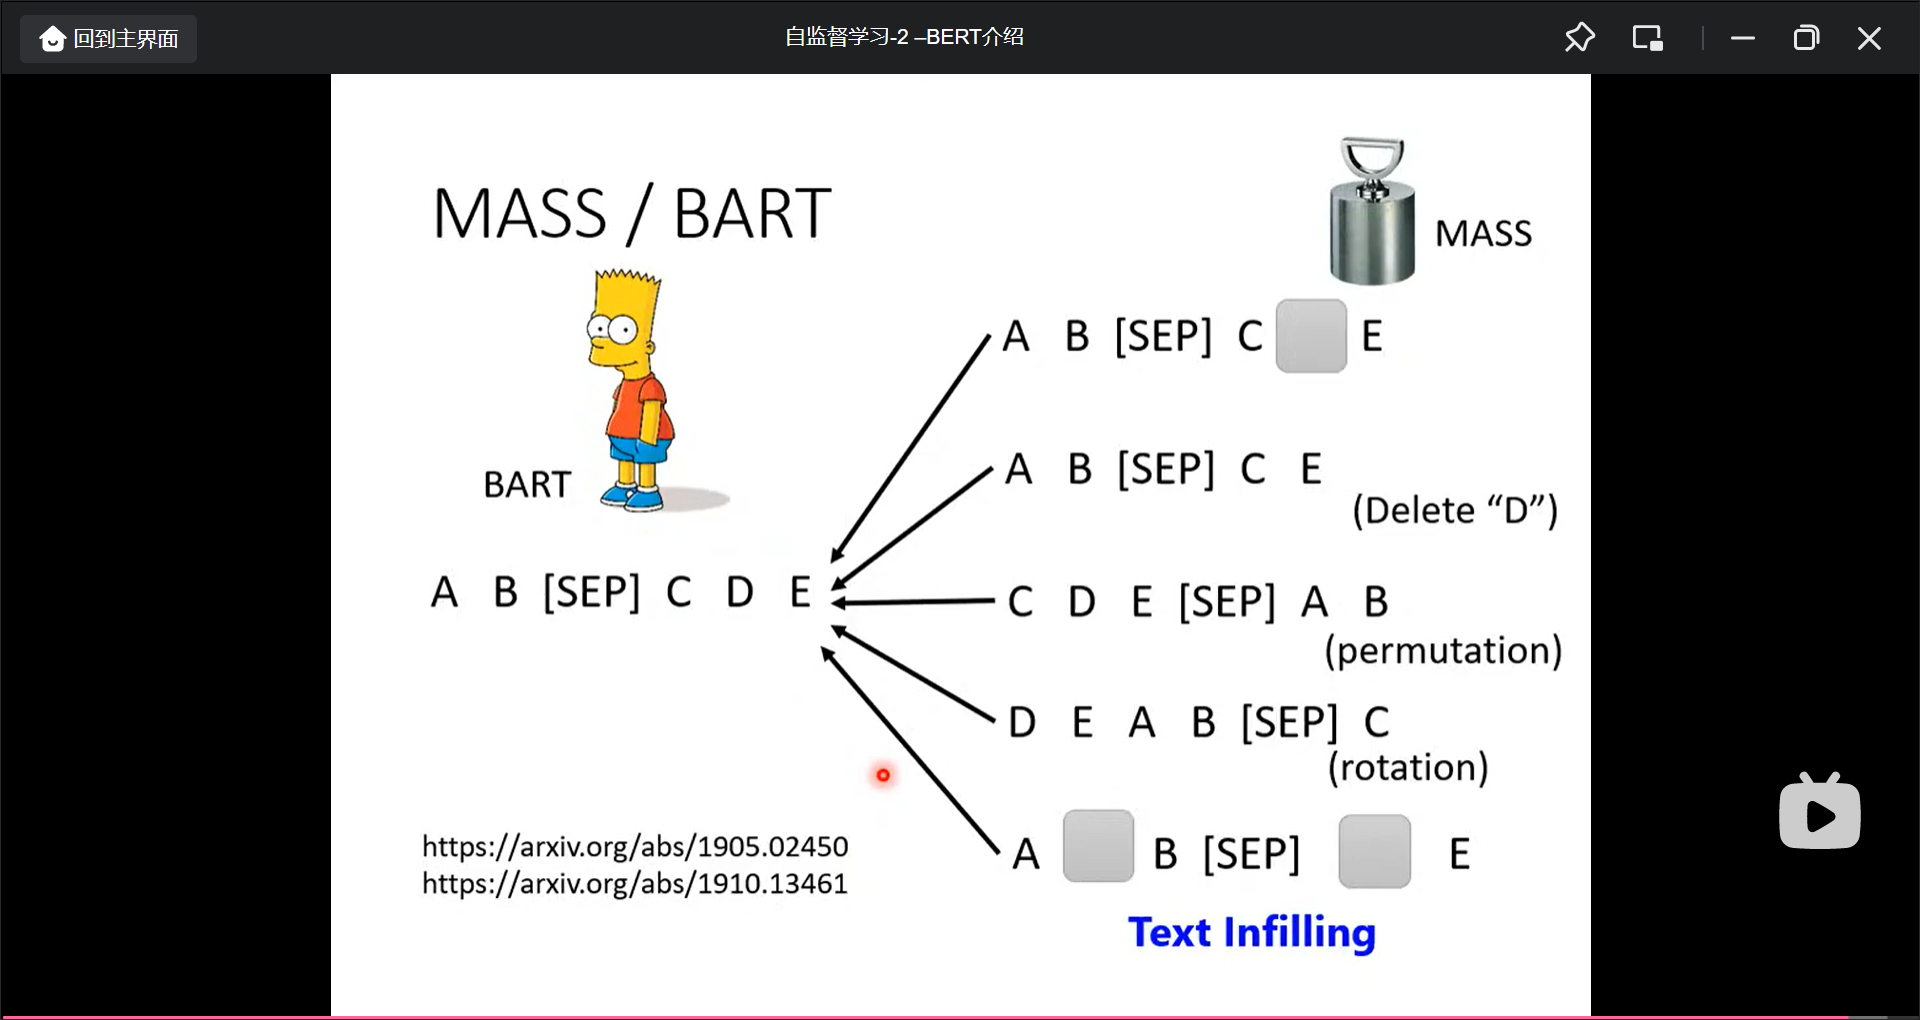 回到主界面
自监督学习-2 –BERT介绍
MASS / BART
MASS
BART
A B [SEP] C D E
A B [SEP] C E
A B [SEP] C E
(Delete “D”)
C D E [SEP] A B
(permutation)
D E A B [SEP] C
(rotation)
A B [SEP] E
Text Infilling
https://arxiv.org/abs/1905.02450
https://arxiv.org/abs/1910.13461